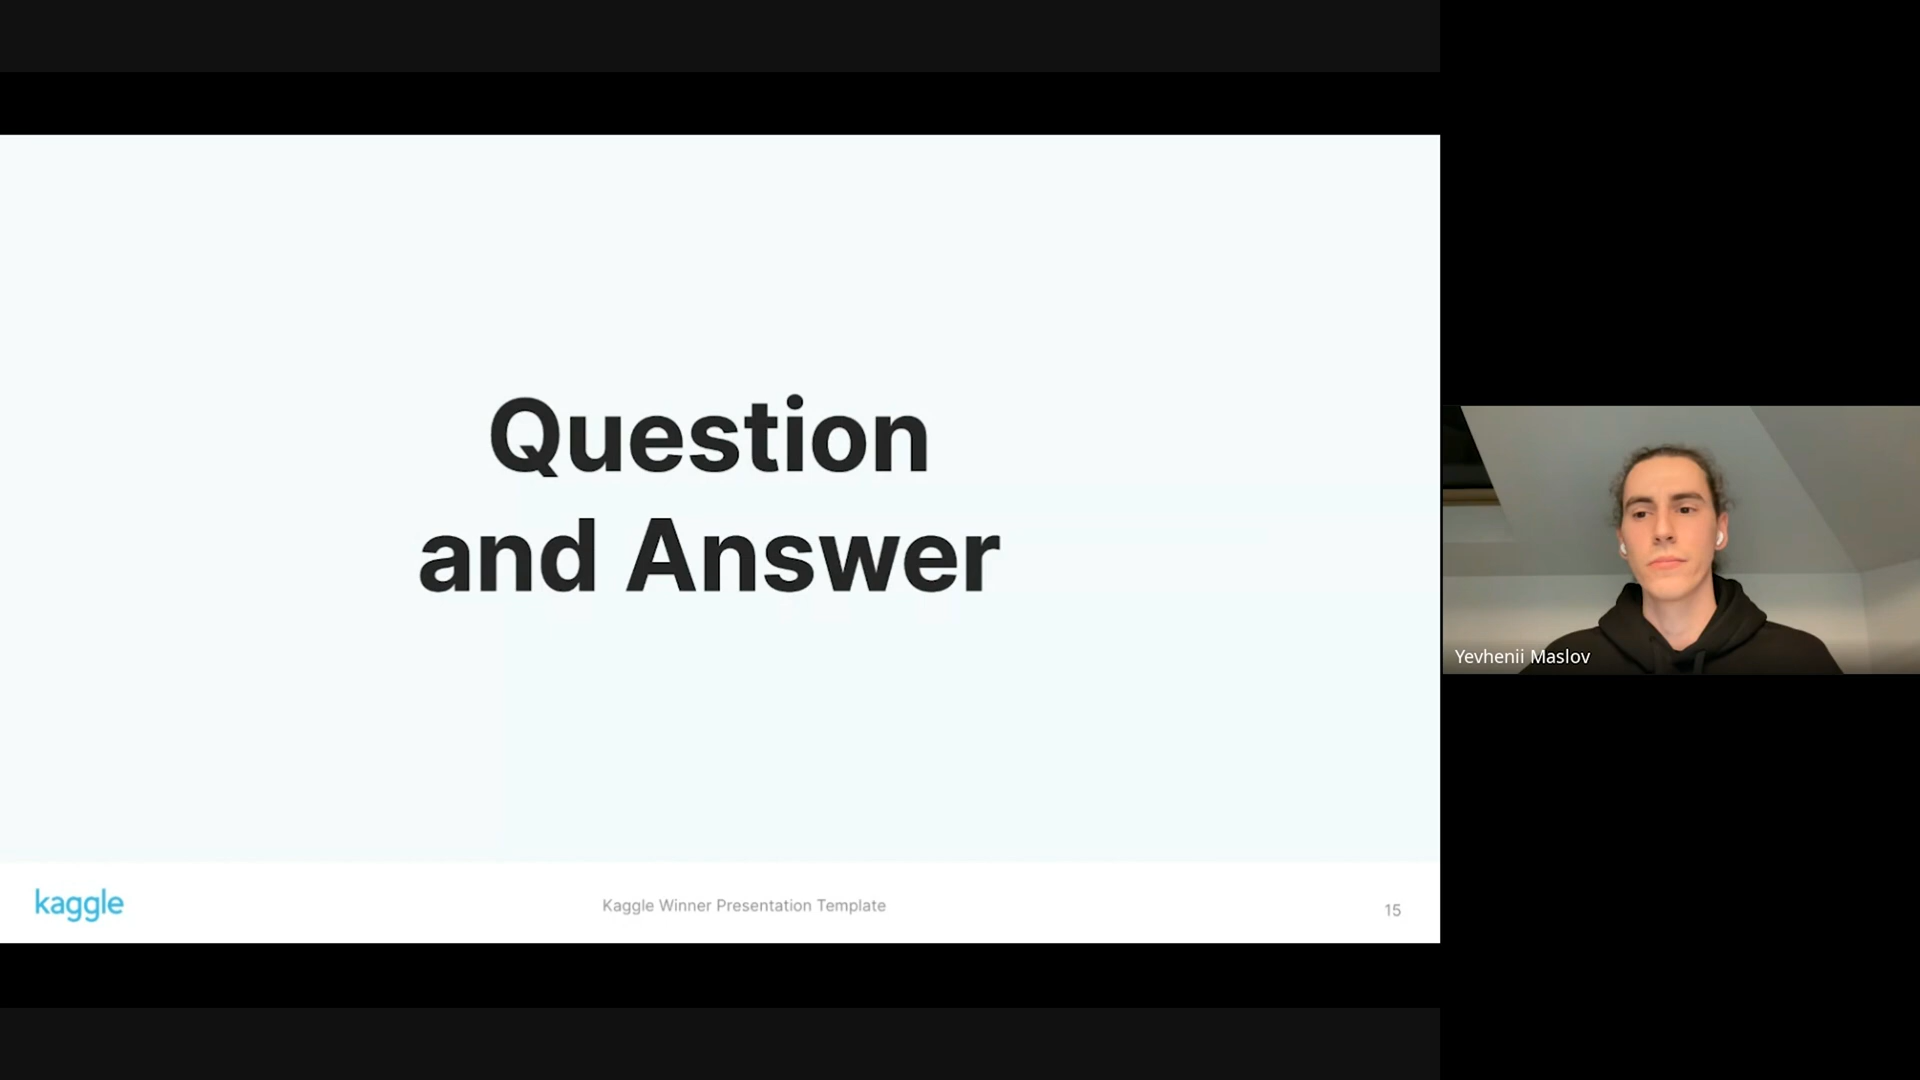 Question
and Answer
kaggle
Kaggle Winner Presentation Template
15
Yevhenii Maslov